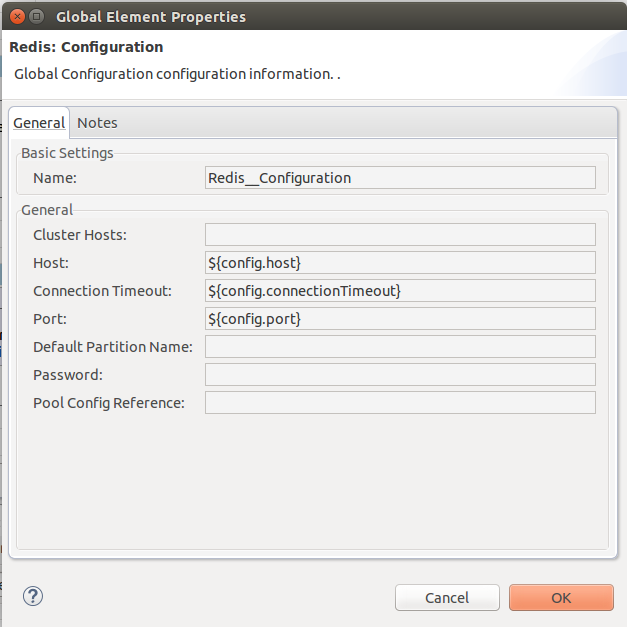 Global Element Properties
Redis: Configuration
Global Configuration configuration information. .
General Notes
Basic Settings
Name: Redis__Configuration
General
Cluster Hosts:
Host: ${config.host}
Connection Timeout: ${config.connectionTimeout}
Port: ${config.port}
Default Partition Name:
Password:
Pool Config Reference:
? Cancel OK